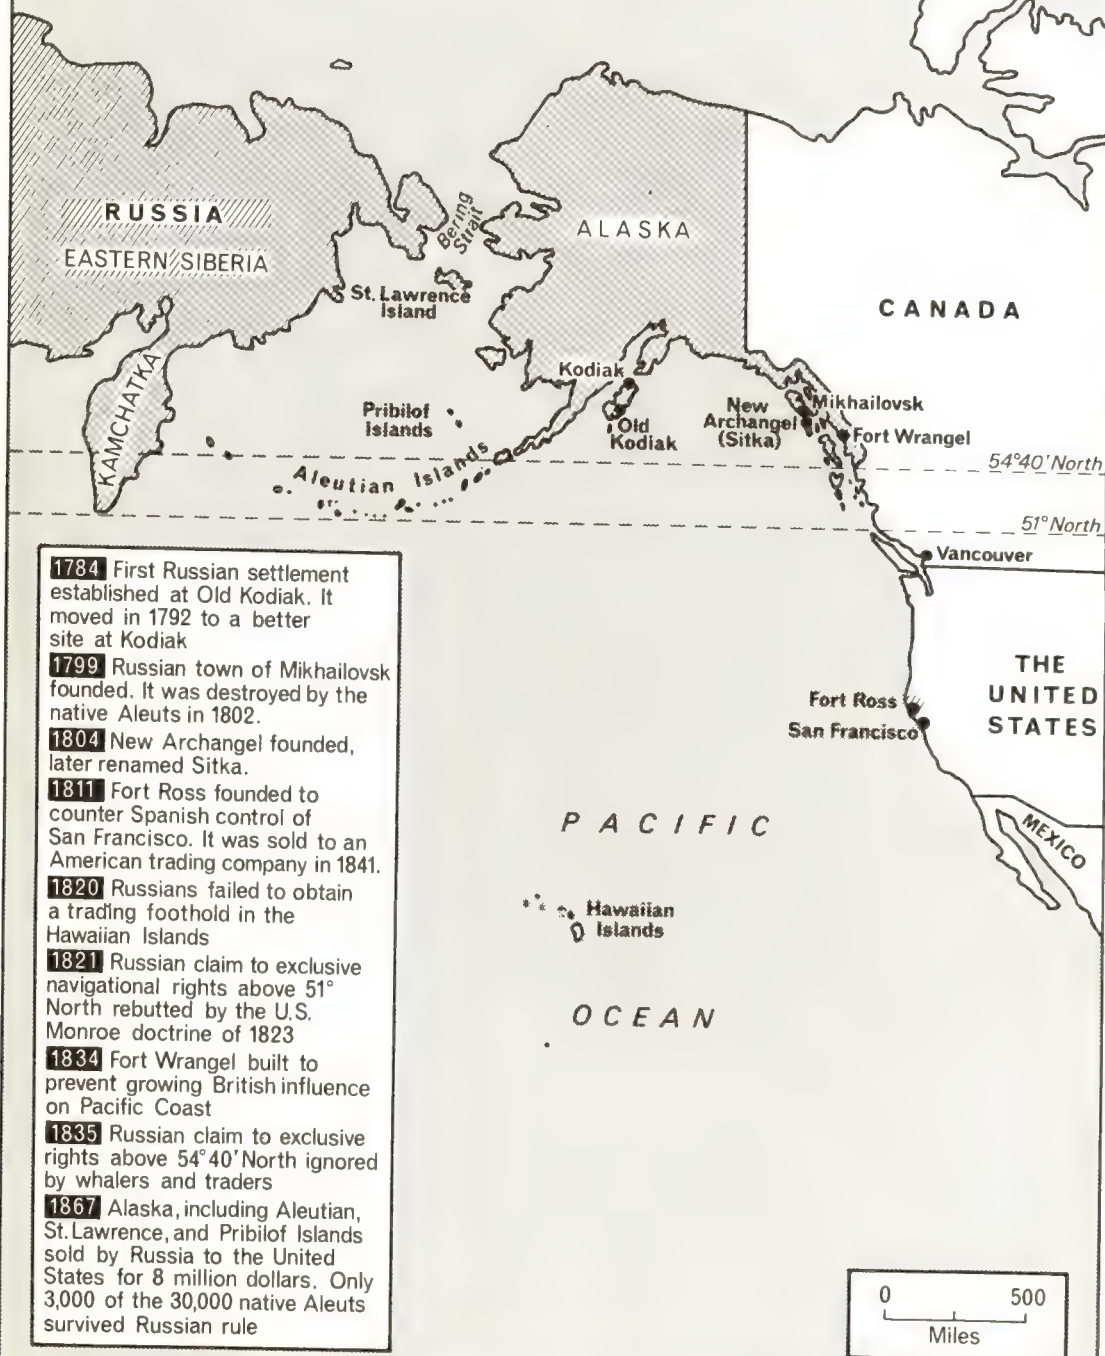 RUSSIA
EASTERN SIBERIA
Bering
Strait
ALASKA
St. Lawrence
Island
CANADA
KAMCHATKA
Kodiak
Pribilof
Islands
Old
Kodiak
New
Archangel
(Sitka)
Mikhailovsk
Fort Wrangel
Aleutian Islands
54°40' North
51° North
Vancouver
THE
UNITED
STATES
Fort Ross
San Francisco
MEXICO
PACIFIC
Hawaiian
Islands
OCEAN
1784 First Russian settlement
established at Old Kodiak. It
moved in 1792 to a better
site at Kodiak
1799 Russian town of Mikhailovsk
founded. It was destroyed by the
native Aleuts in 1802.
1804 New Archangel founded,
later renamed Sitka.
1811 Fort Ross founded to
counter Spanish control of
San Francisco. It was sold to an
American trading company in 1841.
1820 Russians failed to obtain
a trading foothold in the
Hawaiian Islands
1821 Russian claim to exclusive
navigational rights above 51°
North rebutted by the U.S.
Monroe doctrine of 1823
1834 Fort Wrangel built to
prevent growing British influence
on Pacific Coast
1835 Russian claim to exclusive
rights above 54°40' North ignored
by whalers and traders
1867 Alaska, including Aleutian,
St. Lawrence, and Pribilof Islands
sold by Russia to the United
States for 8 million dollars. Only
3,000 of the 30,000 native Aleuts
survived Russian rule
0 500
Miles